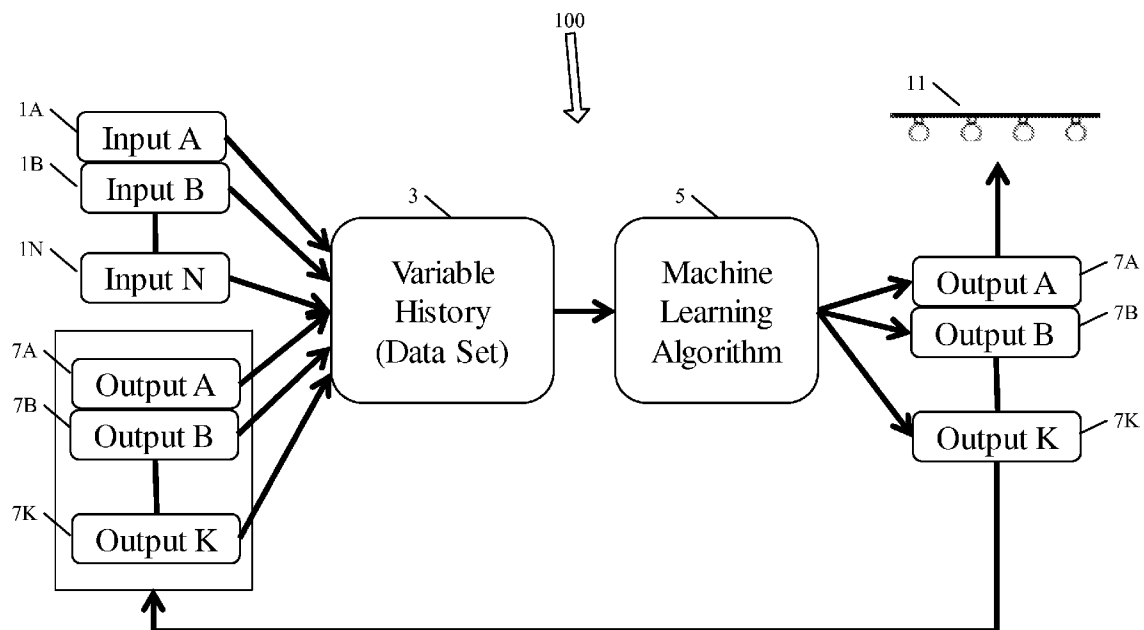 100
11
1A
Input A
1B
Input B
1N
Input N
3
Variable
History
(Data Set)
5
Machine
Learning
Algorithm
7A
Output A
7B
Output B
7K
Output K
7A
Output A
7B
Output B
7K
Output K